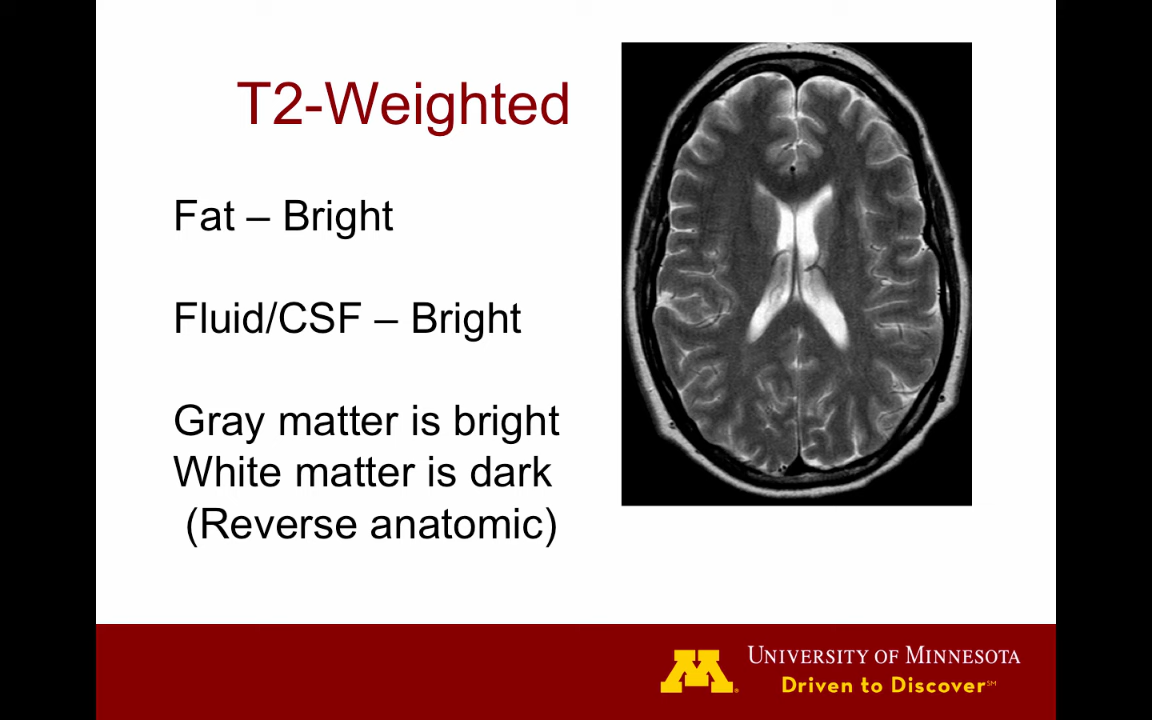 T2-Weighted
Fat – Bright
Fluid/CSF – Bright
Gray matter is bright
White matter is dark
(Reverse anatomic)
M
UNIVERSITY OF MINNESOTA
Driven to Discover℠